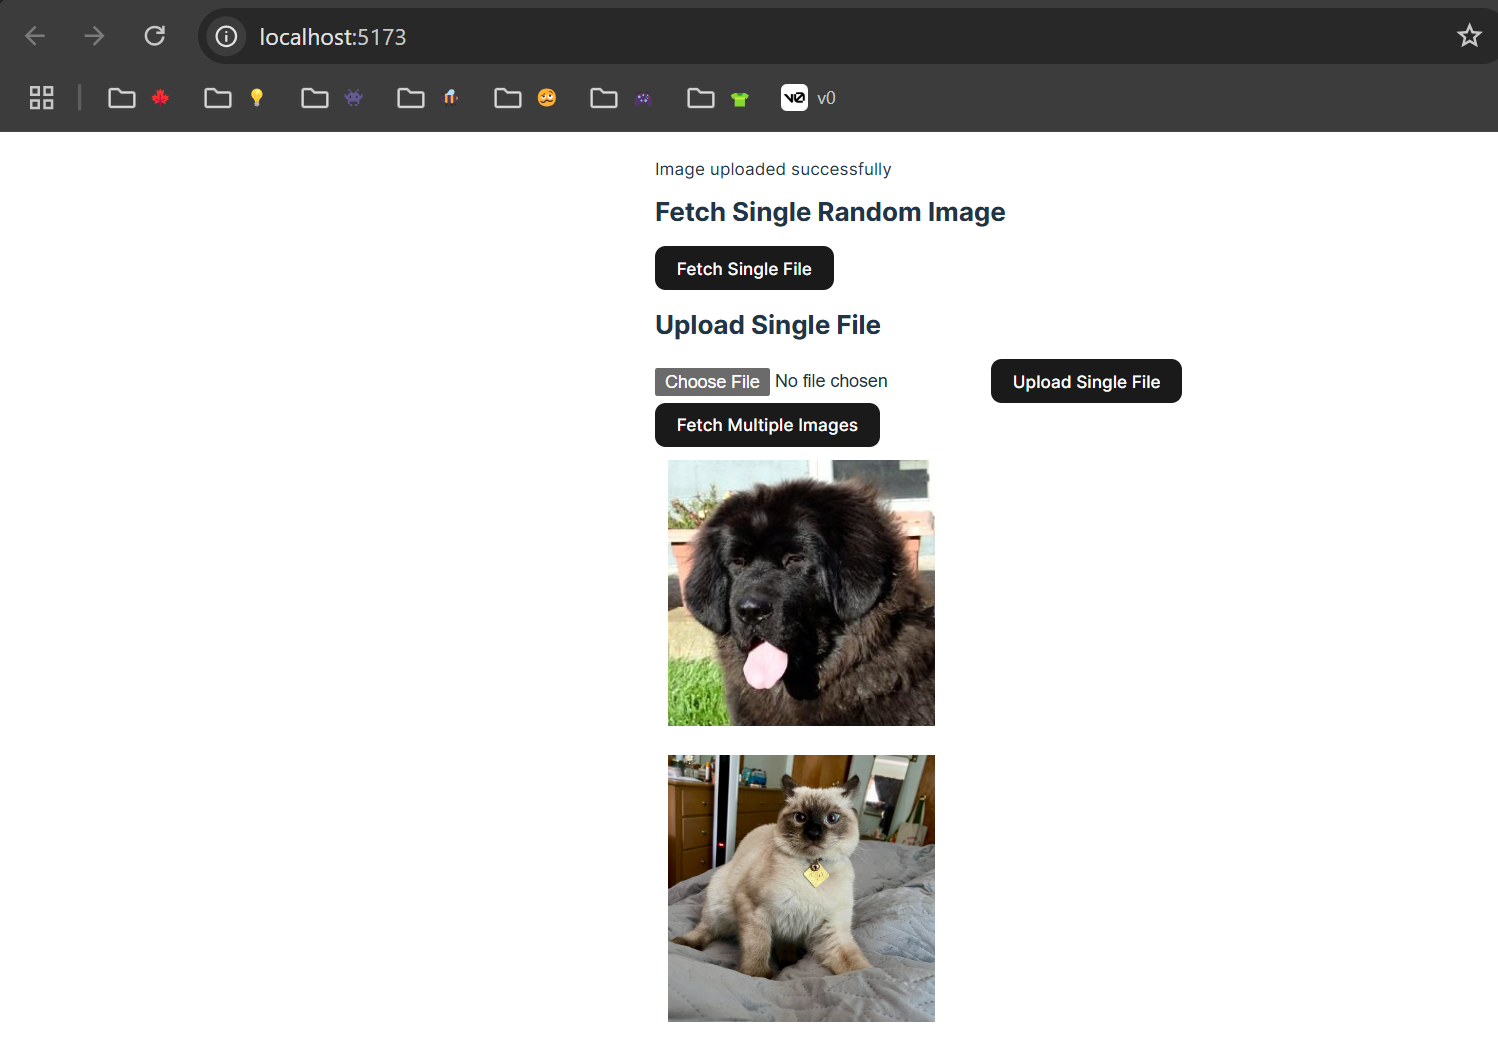 localhost:5173
v0 v0
Image uploaded successfully
Fetch Single Random Image
Fetch Single File
Upload Single File
Choose File No file chosen
Upload Single File
Fetch Multiple Images